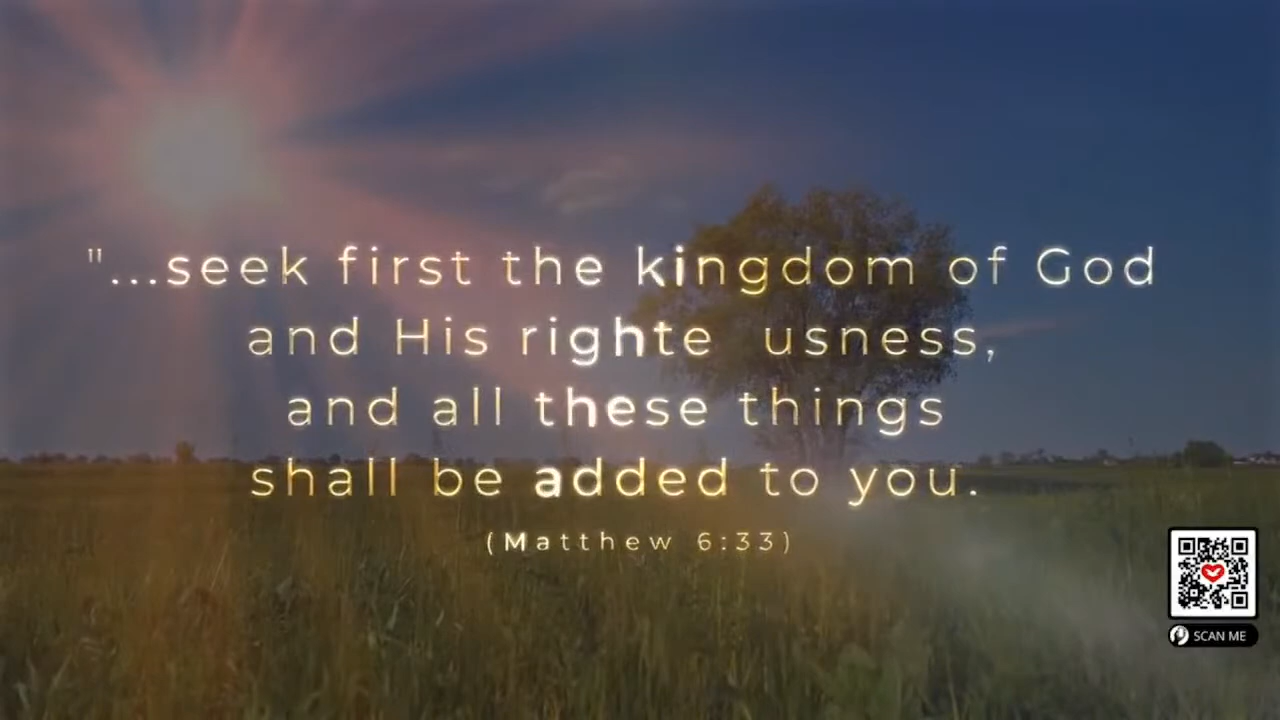 "...seek first the kingdom of God
and His righte usness,
and all these things
shall be added to you.
(Matthew 6:33)
SCAN ME